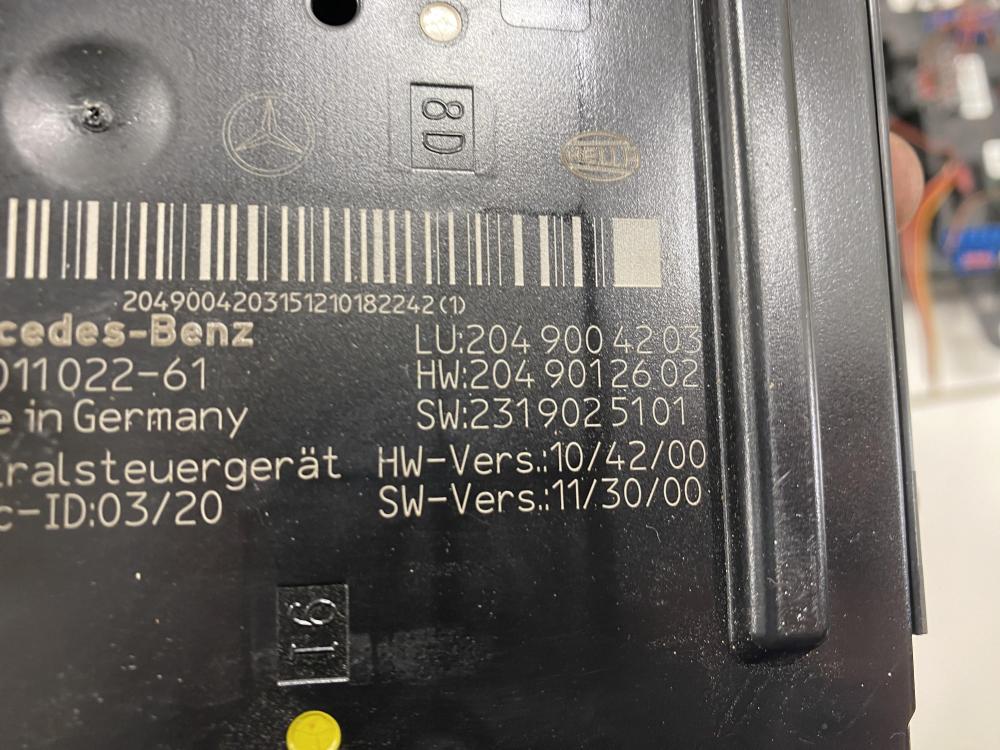 8D
HELLA
2049004203151210182242(1)
cedes-Benz
LU:204 900 42 03
011022-61
HW:204 901 26 02
e in Germany
SW:231 902 51 01
tralsteuergerät
HW-Vers.:10/42/00
c-ID:03/20
SW-Vers.:11/30/00